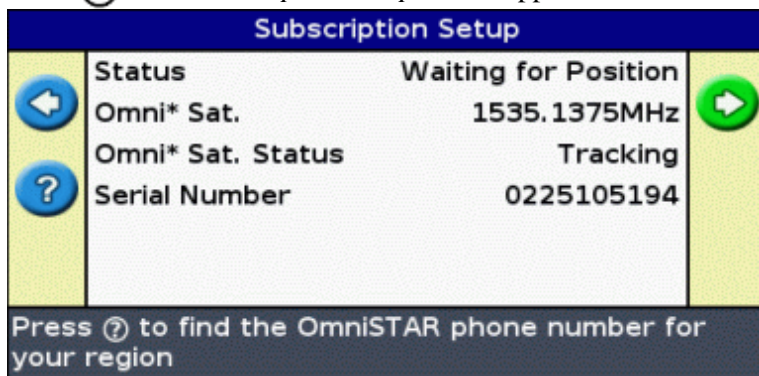 Subscription Setup
Status Waiting for Position
Omni* Sat. 1535.1375MHz
Omni* Sat. Status Tracking
Serial Number 0225105194
Press ? to find the OmniSTAR phone number for
your region